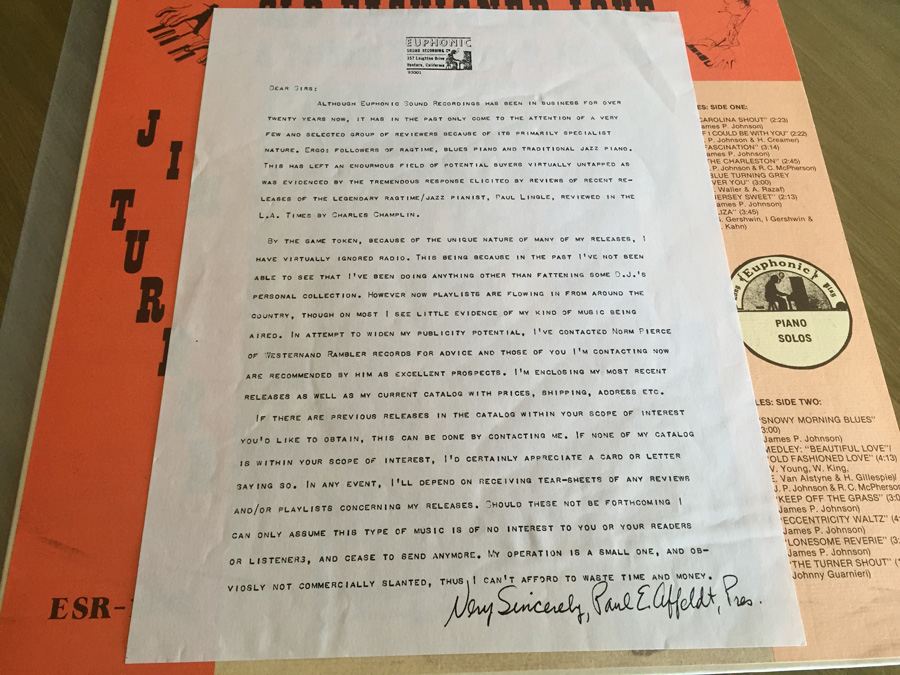 EUPHONIC
SOUND RECORDING CO
357 Leighton Drive
Ventura, California
93001
DEAR SIRS:
ALTHOUGH EUPHONIC SOUND RECORDINGS HAS BEEN IN BUSINESS FOR OVER
TWENTY YEARS NOW, IT HAS IN THE PAST ONLY COME TO THE ATTENTION OF A VERY
FEW AND SELECTED GROUP OF REVIEWERS BECAUSE OF ITS PRIMARILY SPECIALIST
NATURE. ERGO: FOLLOWERS OF RAGTIME, BLUES PIANO AND TRADITIONAL JAZZ PIANO.
THIS HAS LEFT AN ENOURMOUS FIELD OF POTENTIAL BUYERS VIRTUALLY UNTAPPED AS
WAS EVIDENCED BY THE TREMENDOUS RESPONSE ELICITED BY REVIEWS OF RECENT RE-
LEASES OF THE LEGENDARY RAGTIME/JAZZ PIANIST, PAUL LINGLE, REVIEWED IN THE
L.A. TIMES BY CHARLES CHAMPLIN.
BY THE SAME TOKEN, BECAUSE OF THE UNIQUE NATURE OF MANY OF MY RELEASES, I
HAVE VIRTUALLY IGNORED RADIO. THIS BEING BECAUSE IN THE PAST I'VE NOT BEEN
ABLE TO SEE THAT I'VE BEEN DOING ANYTHING OTHER THAN FATTENING SOME D.J.'S
PERSONAL COLLECTION. HOWEVER NOW PLAYLISTS ARE FLOWING IN FROM AROUND THE
COUNTRY, THOUGH ON MOST I SEE LITTLE EVIDENCE OF MY KIND OF MUSIC BEING
AIRED. IN ATTEMPT TO WIDEN MY PUBLICITY POTENTIAL, I'VE CONTACTED NORM PIERCE
OF WESTERNAND RAMBLER RECORDS FOR ADVICE AND THOSE OF YOU I'M CONTACTING NOW
ARE RECOMMENDED BY HIM AS EXCELLENT PROSPECTS. I'M ENCLOSING MY MOST RECENT
RELEASES AS WELL AS MY CURRENT CATALOG WITH PRICES, SHIPPING, ADDRESS ETC.
IF THERE ARE PREVIOUS RELEASES IN THE CATALOG WITHIN YOUR SCOPE OF INTEREST
YOU'D LIKE TO OBTAIN, THIS CAN BE DONE BY CONTACTING ME. IF NONE OF MY CATALOG
IS WITHIN YOUR SCOPE OF INTEREST, I'D CERTAINLY APPRECIATE A CARD OR LETTER
SAYING SO. IN ANY EVENT, I'LL DEPEND ON RECEIVING TEAR-SHEETS OF ANY REVIEWS
AND/OR PLAYLISTS CONCERNING MY RELEASES. SHOULD THESE NOT BE FORTHCOMING I
CAN ONLY ASSUME THIS TYPE OF MUSIC IS OF NO INTEREST TO YOU OR YOUR READERS
OR LISTENERS, AND CEASE TO SEND ANYMORE. MY OPERATION IS A SMALL ONE, AND OB-
VIOSLY NOT COMMERCIALLY SLANTED, THUS I CAN'T AFFORD TO WASTE TIME AND MONEY.
Very Sincerely, Paul E. Affeldt, Pres.
OLD FASHIONED LOVE
J
I
T
U
R
ESR-
ES: SIDE ONE:
CAROLINA SHOUT" (2:23)
ames P. Johnson)
F I COULD BE WITH YOU" (2:22)
P. Johnson & H. Creamer)
FASCINATION" (3:14)
ames P. Johnson)
THE CHARLESTON" (2:45)
P. Johnson & R.C. McPherson)
BLUE TURNING GREY
VER YOU" (3:00)
Waller & A. Razaf)
JERSEY SWEET" (2:13)
ames P. Johnson)
LIZA" (3:45)
Gershwin, I Gershwin &
Kahn)
Euphonic
Long Play
PIANO
SOLOS
LES: SIDE TWO:
"SNOWY MORNING BLUES"
3:00)
James P. Johnson)
MEDLEY: "BEAUTIFUL LOVE"/
"OLD FASHIONED LOVE" (4:13)
V. Young, W. King,
E. Van Alstyne & H. Gillespie)/
J. P. Johnson & R.C. McPherson
"KEEP OFF THE GRASS" (3
James P. Johnson)
"ECCENTRICITY WALTZ" (
James P. Johnson)
"LONESOME REVERIE" (3:
James P. Johnson)
"THE TURNER SHOUT" (
Johnny Guarnieri)